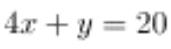 4x + y = 20